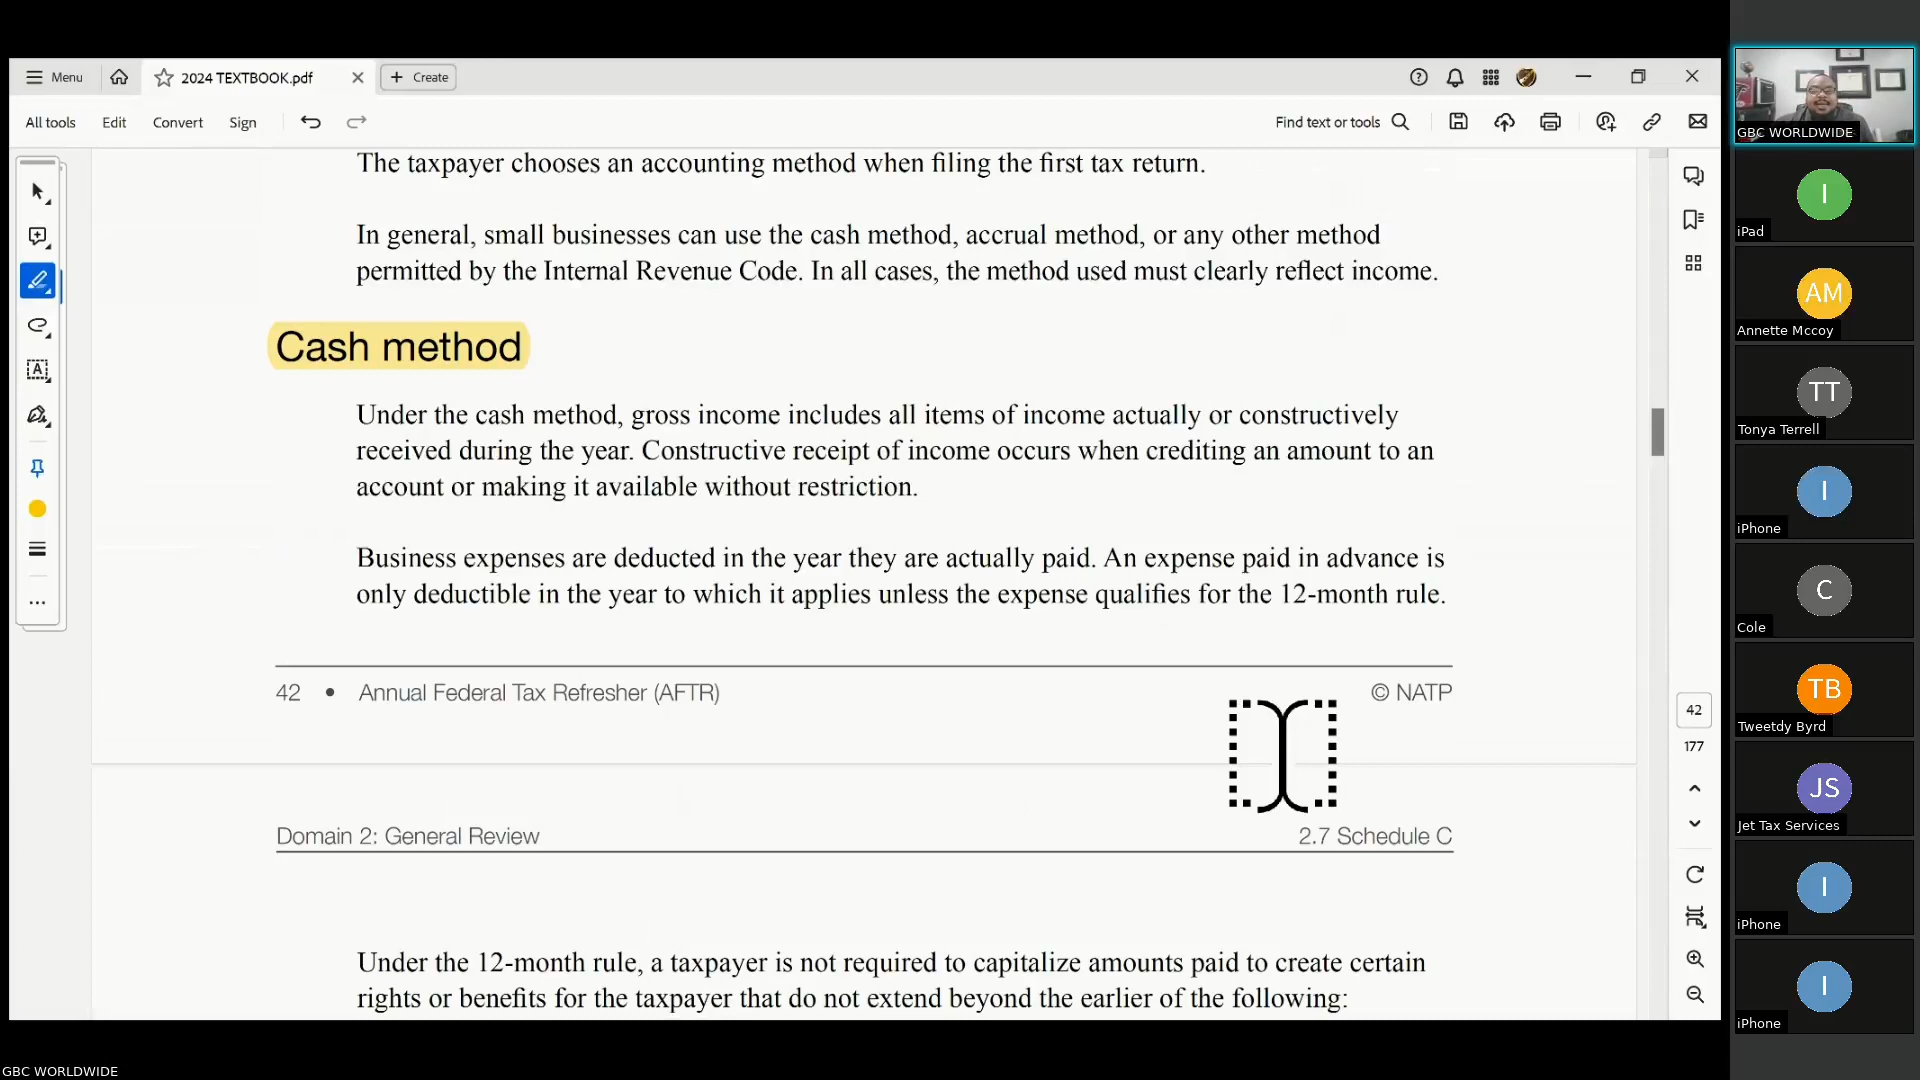 Menu
2024 TEXTBOOK.pdf
Create
All tools
Edit
Convert
Sign
Find text or tools
The taxpayer chooses an accounting method when filing the first tax return.
In general, small businesses can use the cash method, accrual method, or any other method
permitted by the Internal Revenue Code. In all cases, the method used must clearly reflect income.
Cash method
Under the cash method, gross income includes all items of income actually or constructively
received during the year. Constructive receipt of income occurs when crediting an amount to an
account or making it available without restriction.
Business expenses are deducted in the year they are actually paid. An expense paid in advance is
only deductible in the year to which it applies unless the expense qualifies for the 12-month rule.
42 • Annual Federal Tax Refresher (AFTR)
© NATP
Domain 2: General Review
2.7 Schedule C
Under the 12-month rule, a taxpayer is not required to capitalize amounts paid to create certain
rights or benefits for the taxpayer that do not extend beyond the earlier of the following:
42
177
GBC WORLDWIDE
I
iPad
AM
Annette Mccoy
TT
Tonya Terrell
I
iPhone
C
Cole
TB
Tweetdy Byrd
JS
Jet Tax Services
I
iPhone
I
iPhone
GBC WORLDWIDE